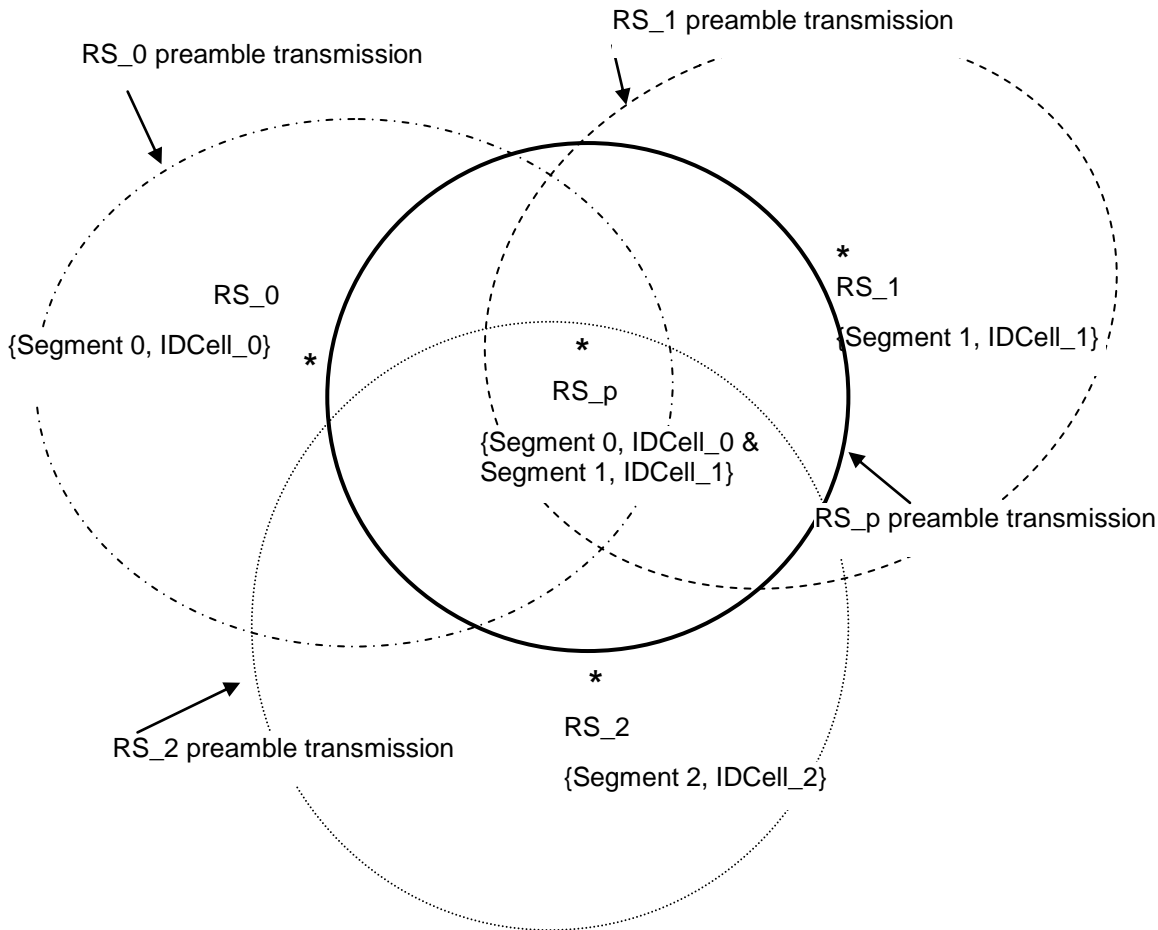 RS_1 preamble transmission
RS_0 preamble transmission
*
RS_1
{Segment 1, IDCell_1}
RS_0
{Segment 0, IDCell_0}
*
*
RS_p
{Segment 0, IDCell_0 &
Segment 1, IDCell_1}
RS_p preamble transmission
*
RS_2
{Segment 2, IDCell_2}
RS_2 preamble transmission